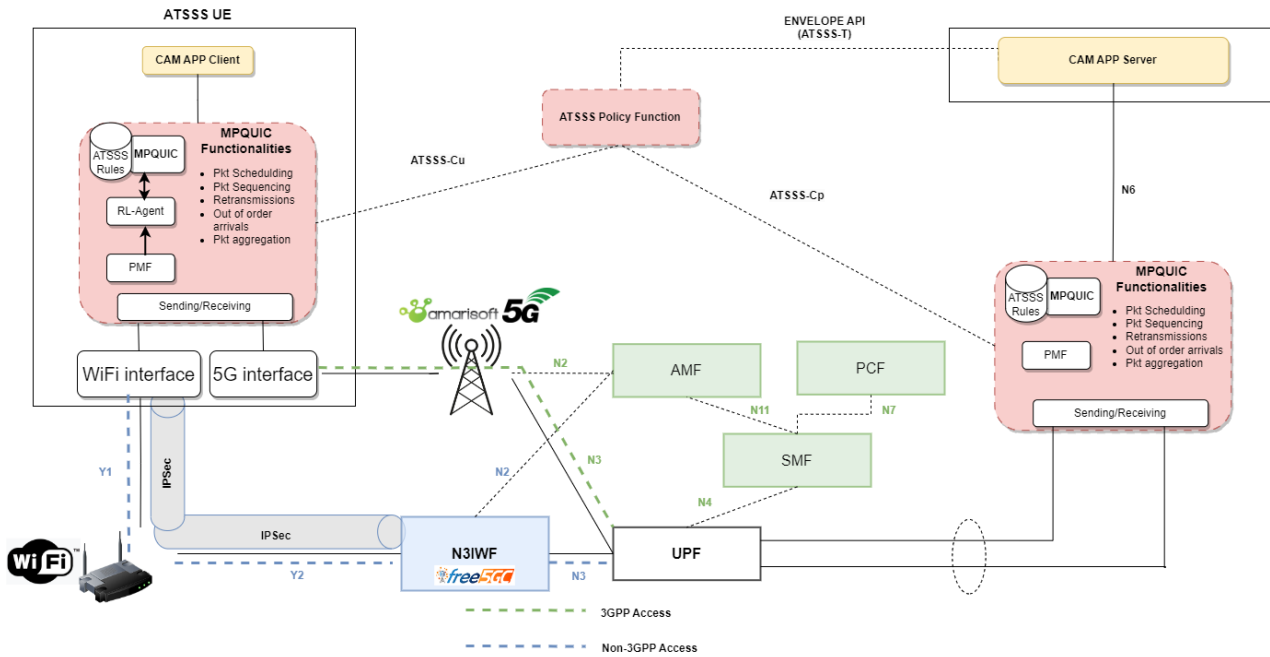 ATSSS UE
ENVELOPE API
(ATSSS-T)
CAM APP Client
CAM APP Server
ATSSS Policy Function
MPQUIC
Functionalities
ATSSS
Rules
MPQUIC
RL-Agent
PMF
Pkt Schedulding
Pkt Sequencing
Retransmissions
Out of order
arrivals
Pkt aggregation
Sending/Receiving
ATSSS-Cu
ATSSS-Cp
N6
MPQUIC
Functionalities
ATSSS
Rules
MPQUIC
PMF
Pkt Scheduling
Pkt Sequencing
Retransmissions
Out of order arrivals
Pkt aggregation
Sending/Receiving
WiFi interface
5G interface
amarisoft
5G
N2
AMF
PCF
N11
N7
SMF
N2
N3
N4
Y1
IPSec
IPSec
WiFi™
Y2
N3IWF
free5GC
N3
UPF
3GPP Access
Non-3GPP Access